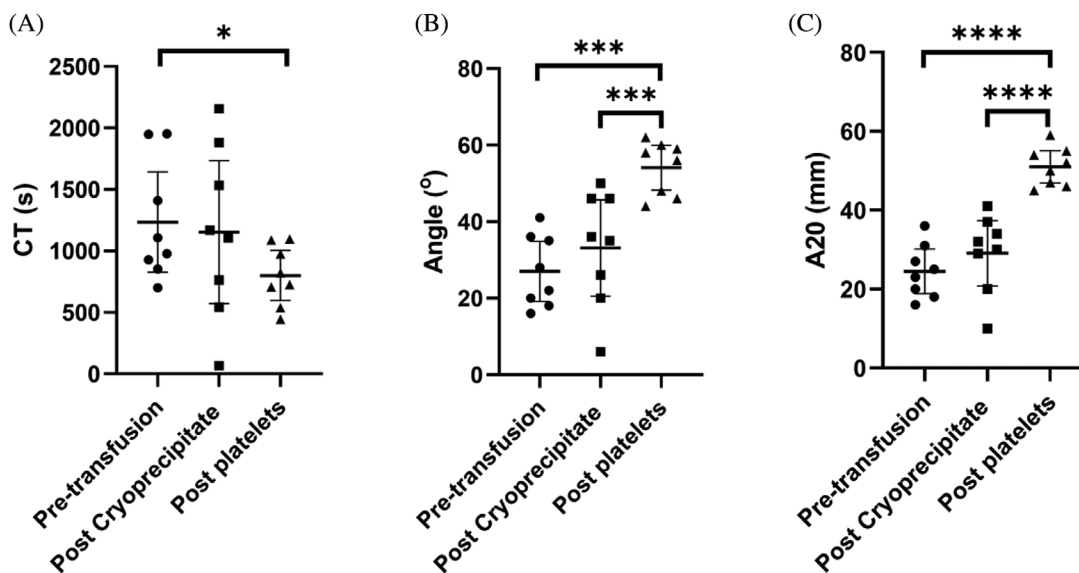 (A)
*
CT (s)
2500
2000
1500
1000
500
0
Pre-transfusion
Post Cryoprecipitate
Post platelets
(B)
***
***
Angle (o)
80
60
40
20
0
Pre-transfusion
Post Cryoprecipitate
Post platelets
(C)
****
****
A20 (mm)
80
60
40
20
0
Pre-transfusion
Post Cryoprecipitate
Post platelets